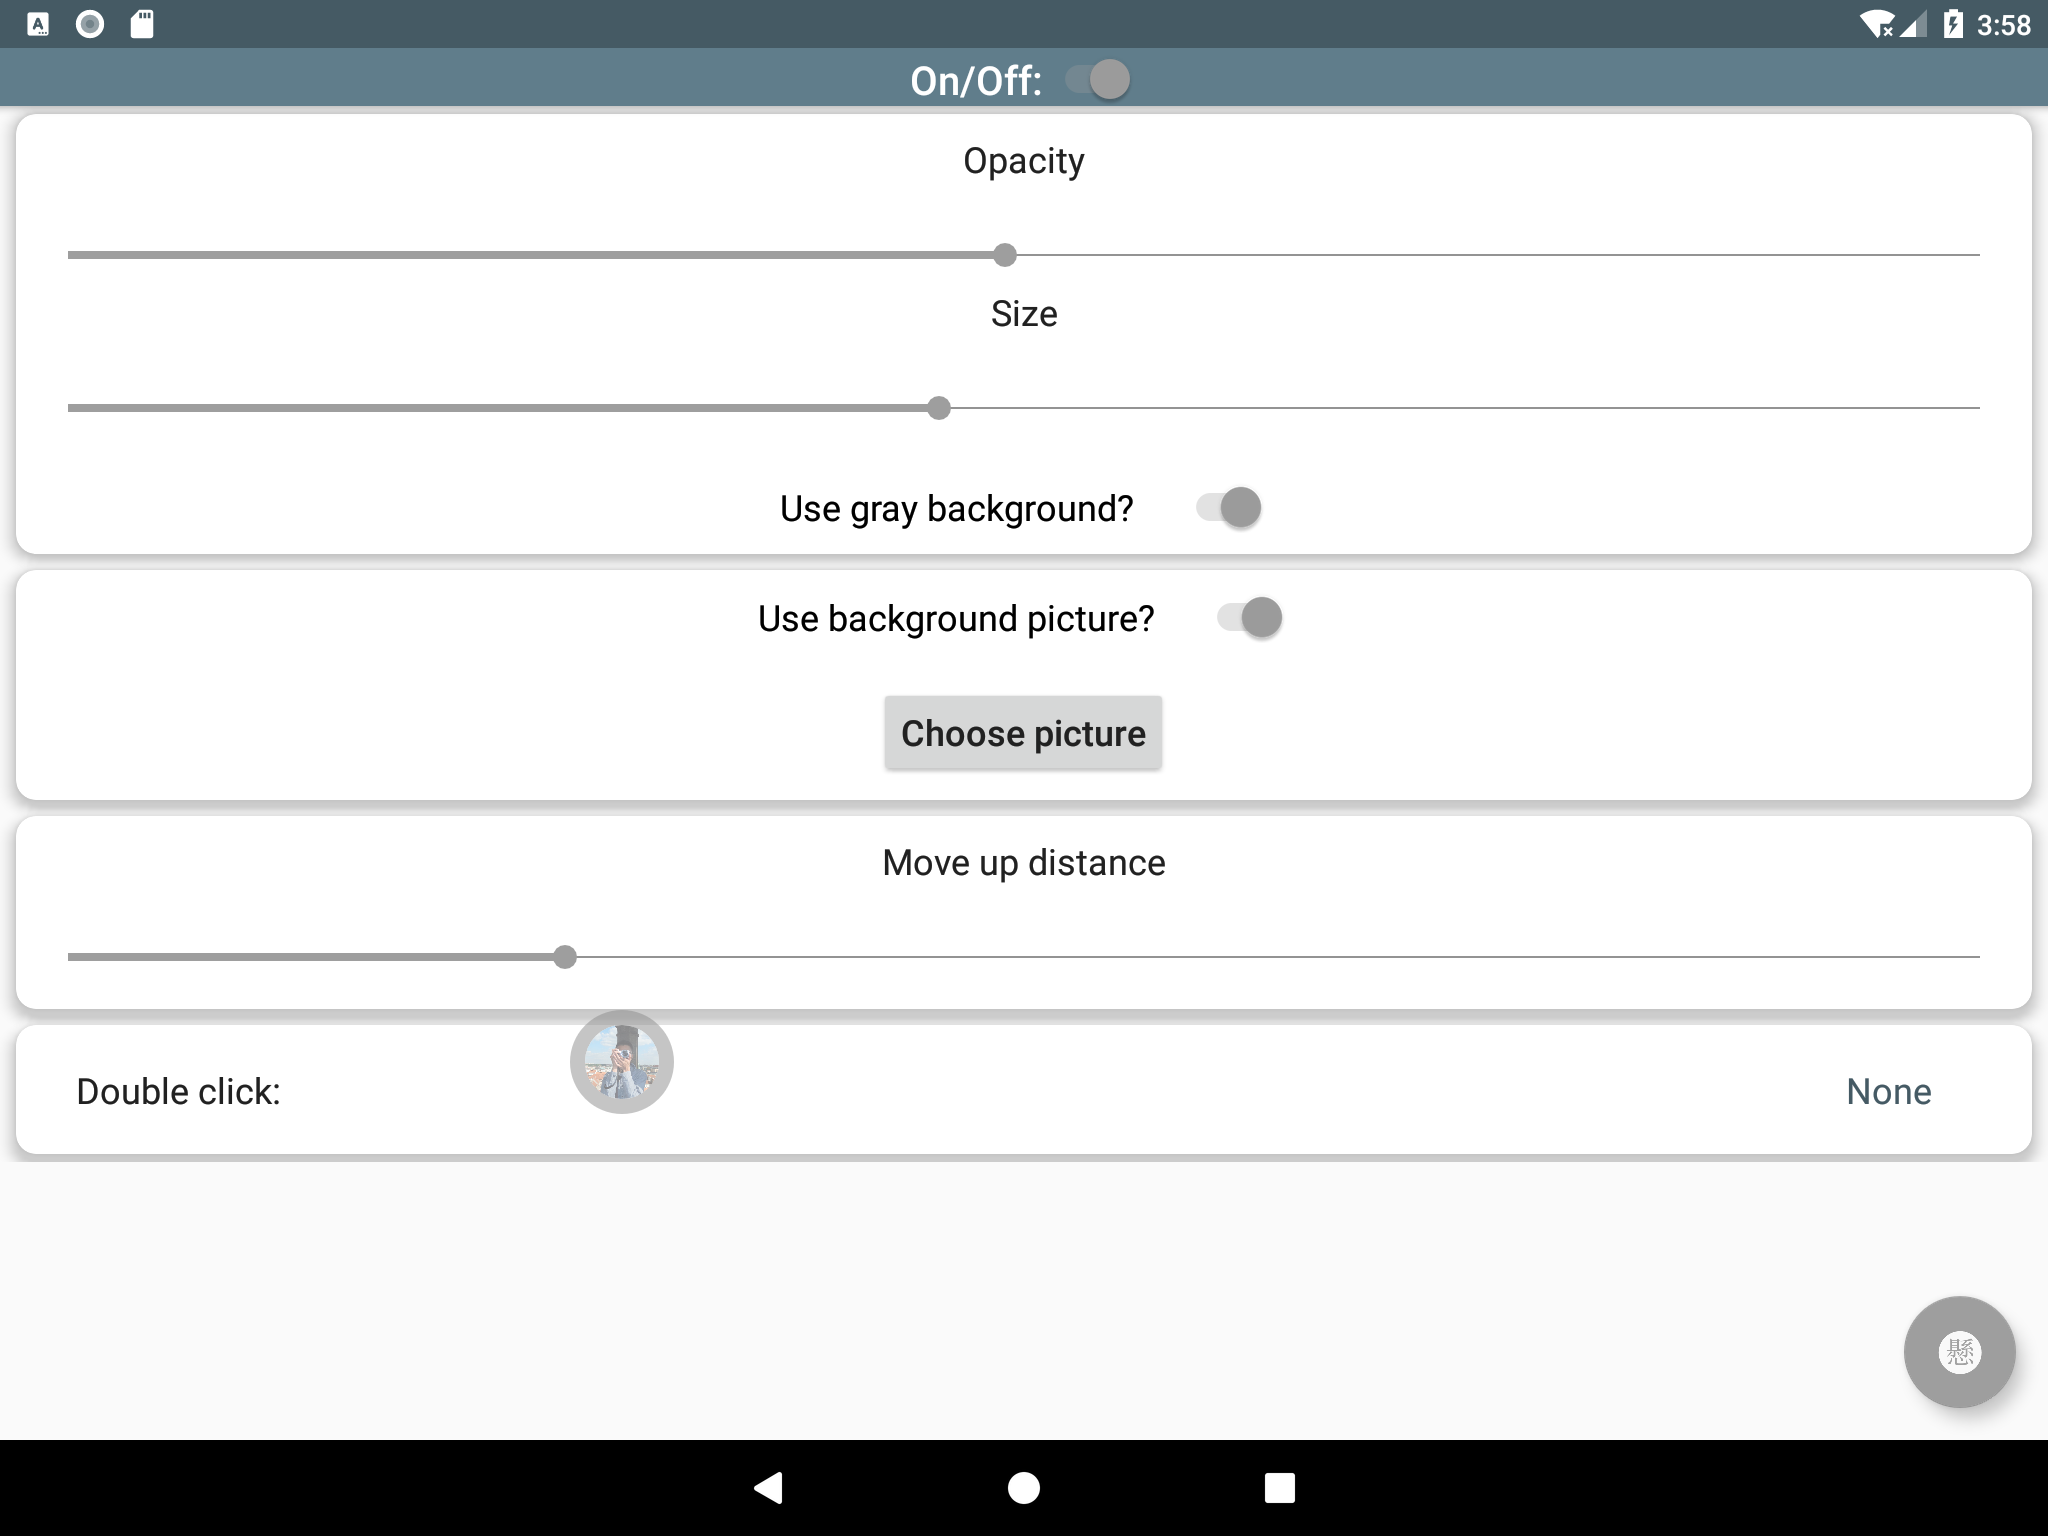 3:58
On/Off:
Opacity
Size
Use gray background?
Use background picture?
Choose picture
Move up distance
Double click:
None
懸